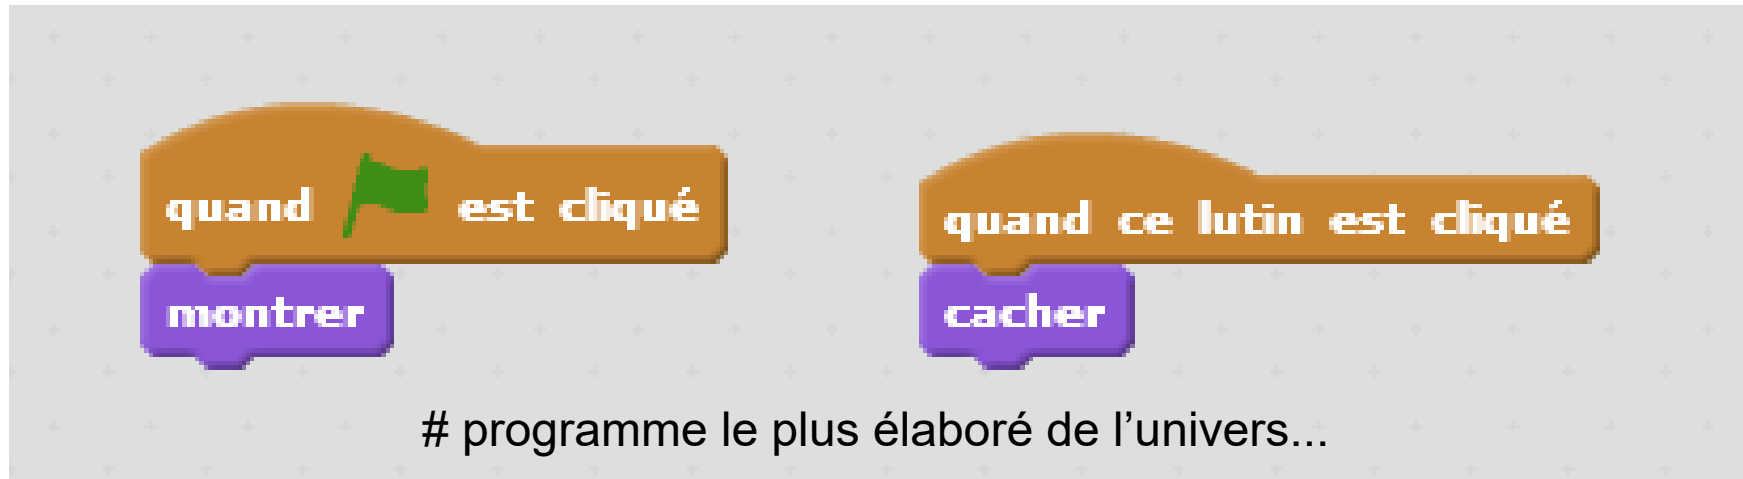 quand est cliqué
montrer
quand ce lutin est cliqué
cacher
# programme le plus élaboré de l’univers...